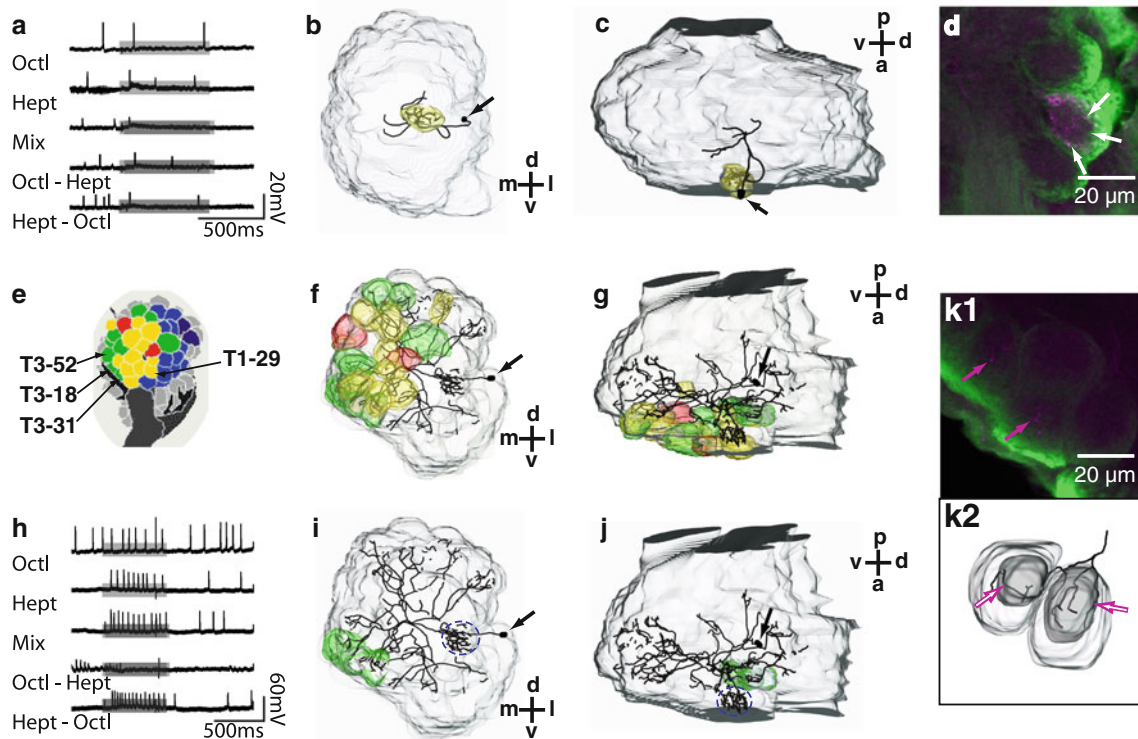 a
Octl
Hept
Mix
Octl - Hept
Hept - Octl
20mV
500ms
b
d
m l
v
c
p
v d
a
d
20 µm
e
T3-52
T3-18
T3-31
T1-29
f
d
m l
v
g
p
v d
a
k1
20 µm
h
Octl
Hept
Mix
Octl - Hept
Hept - Octl
60mV
500ms
i
d
m l
v
j
p
v d
a
k2